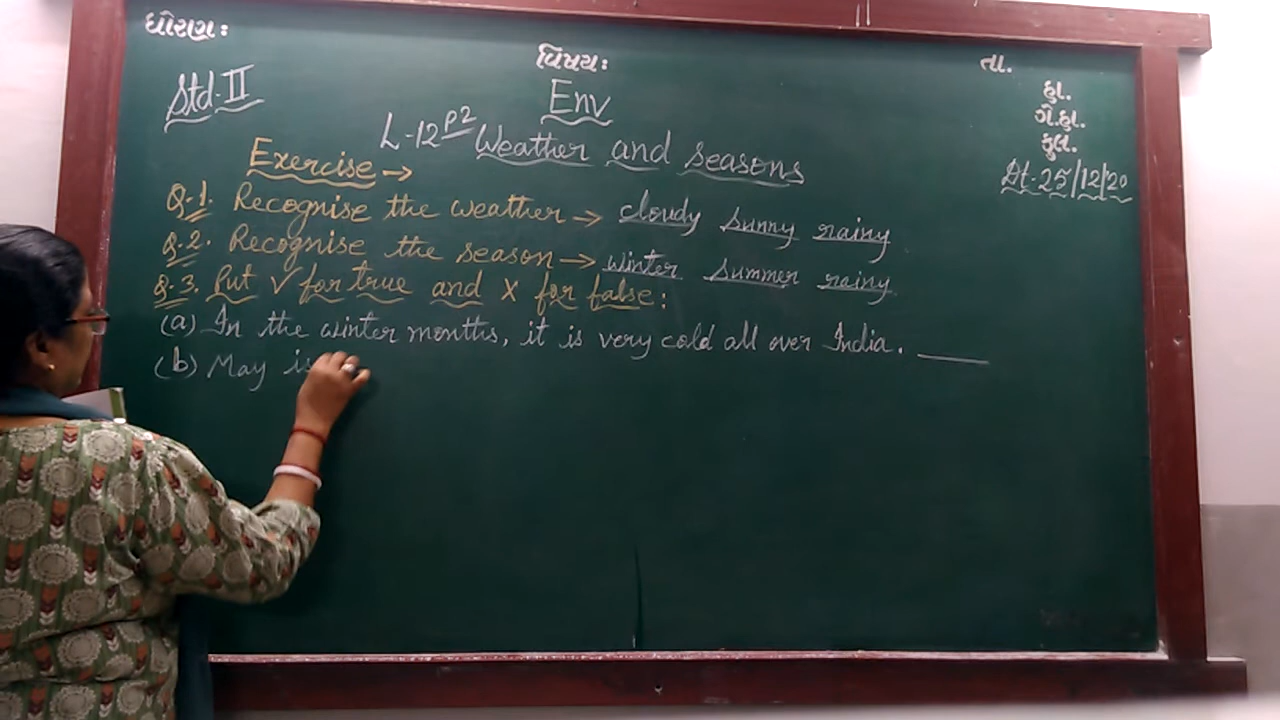 ધોરણ:
વિષય:
તા.
Std-II
Env
હા.
ગે.હા.
કુલ.
L-12 P2 Weather and seasons
Dt-25/12/20
Exercise →
Q-1. Recognise the weather → cloudy sunny rainy
Q-2. Recognise the season → winter summer rainy
Q-3. Put √ for true and X for false:
(a) In the winter months, it is very cold all over India. ____
(b) May is